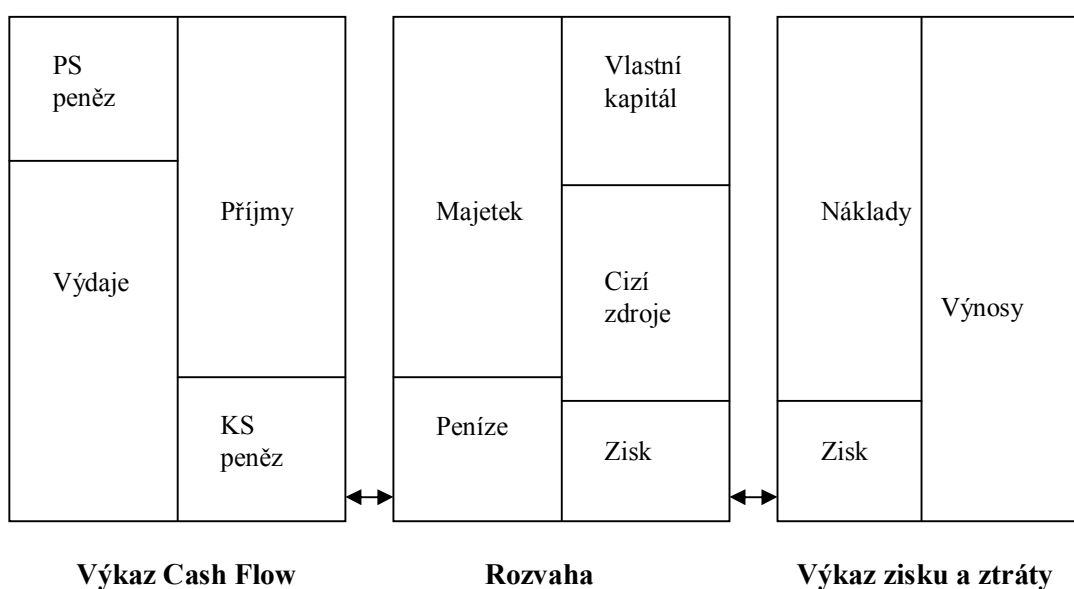 PS
peněz
Výdaje
Příjmy
KS
peněz
Majetek
Peníze
Vlastní
kapitál
Cizí
zdroje
Zisk
Náklady
Zisk
Výnosy
Výkaz Cash Flow
Rozvaha
Výkaz zisku a ztráty